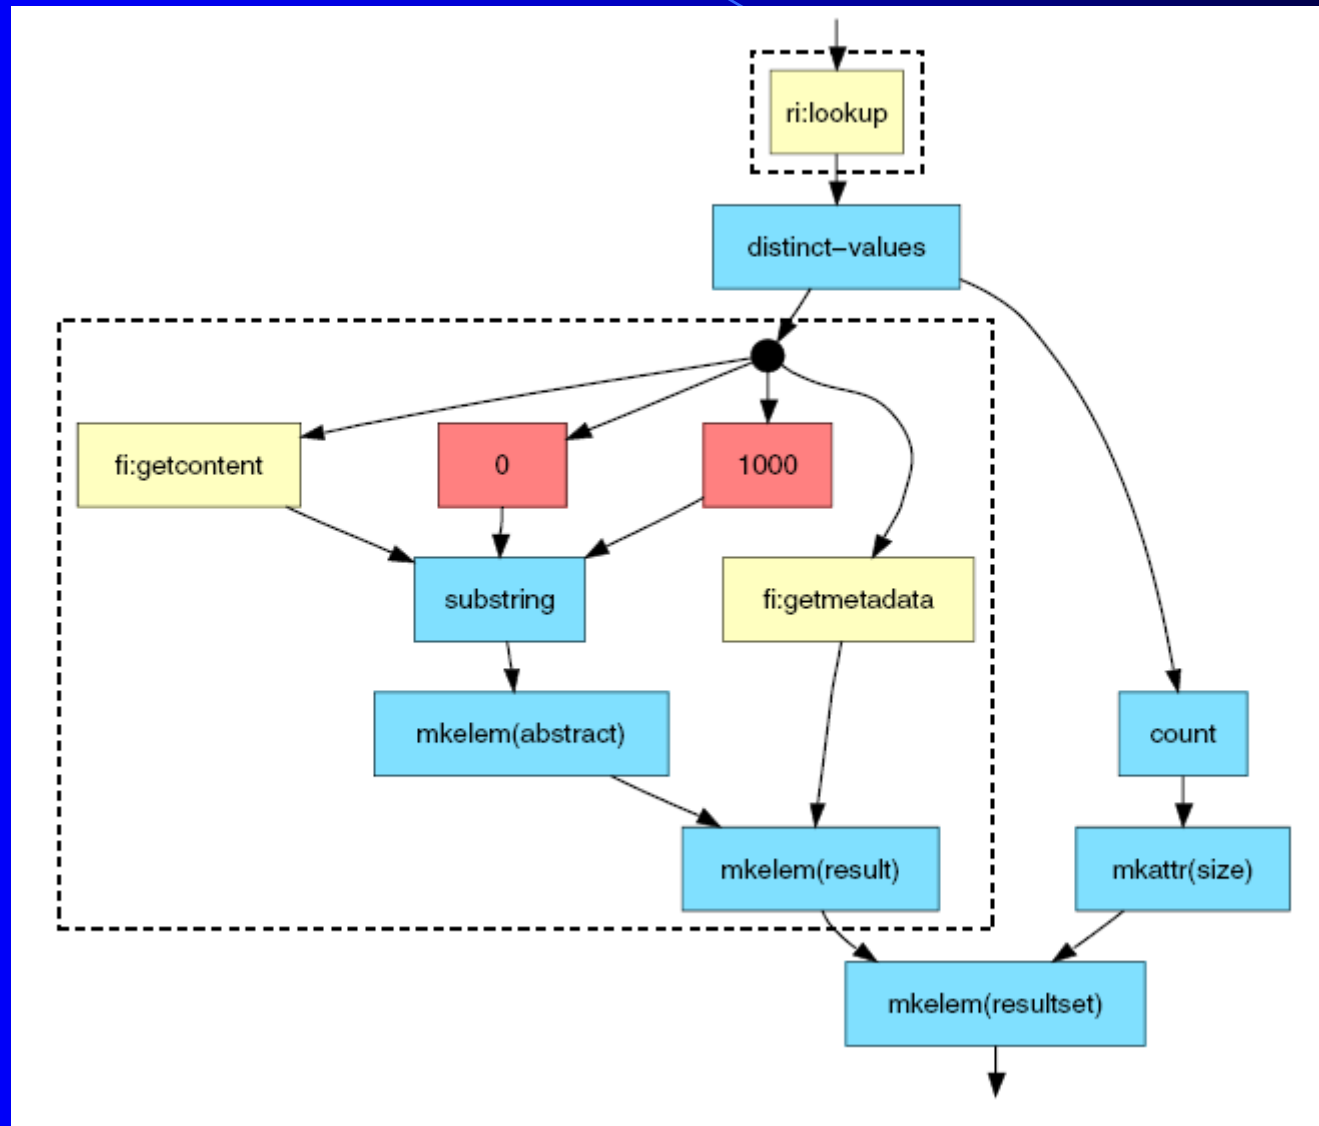 ri:lookup
distinct−values
fi:getcontent
0
1000
substring
fi:getmetadata
mkelem(abstract)
count
mkelem(result)
mkattr(size)
mkelem(resultset)